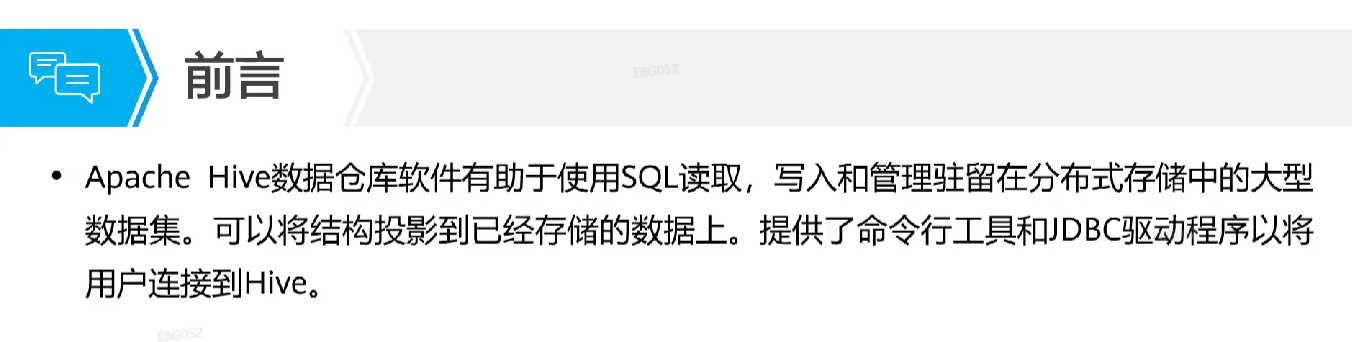 前言
EBG052
• Apache Hive数据仓库软件有助于使用SQL读取，写入和管理驻留在分布式存储中的大型
数据集。可以将结构投影到已经存储的数据上。提供了命令行工具和JDBC驱动程序以将
用户连接到Hive。
EBG052